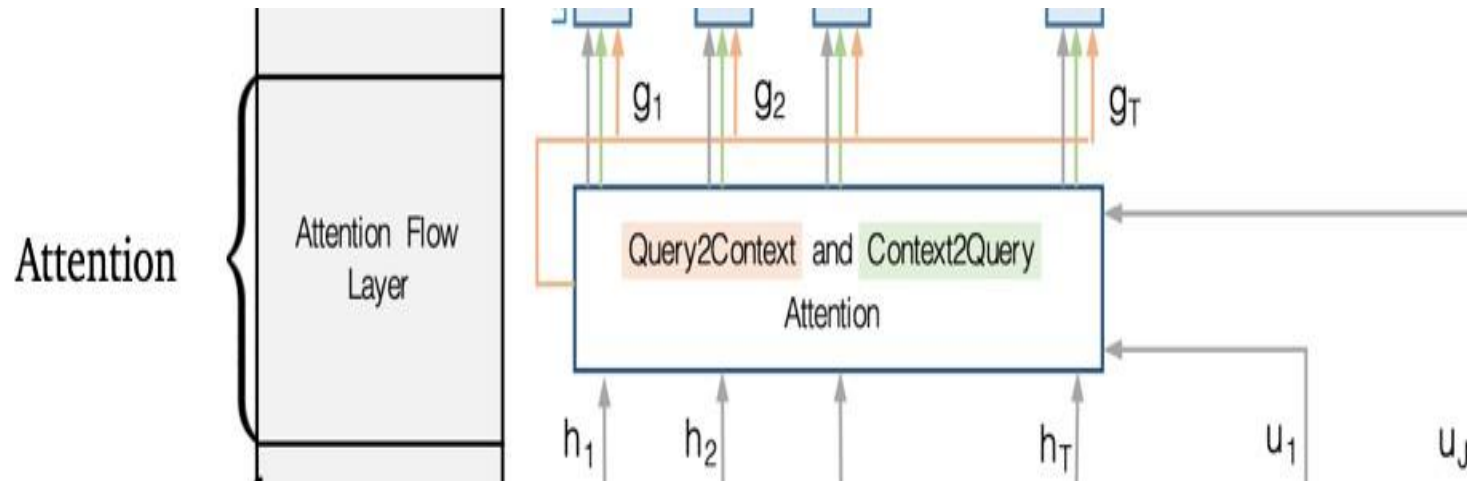 g1 g2 gT
Attention
Attention Flow
Layer
Query2Context and Context2Query
Attention
h1 h2 hT u1 uJ